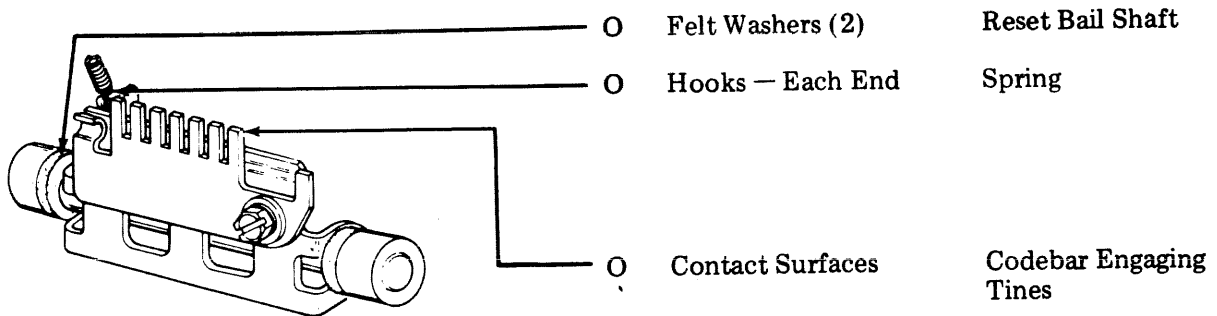 O Felt Washers (2) Reset Bail Shaft
O Hooks — Each End Spring
O Contact Surfaces Codebar Engaging
Tines